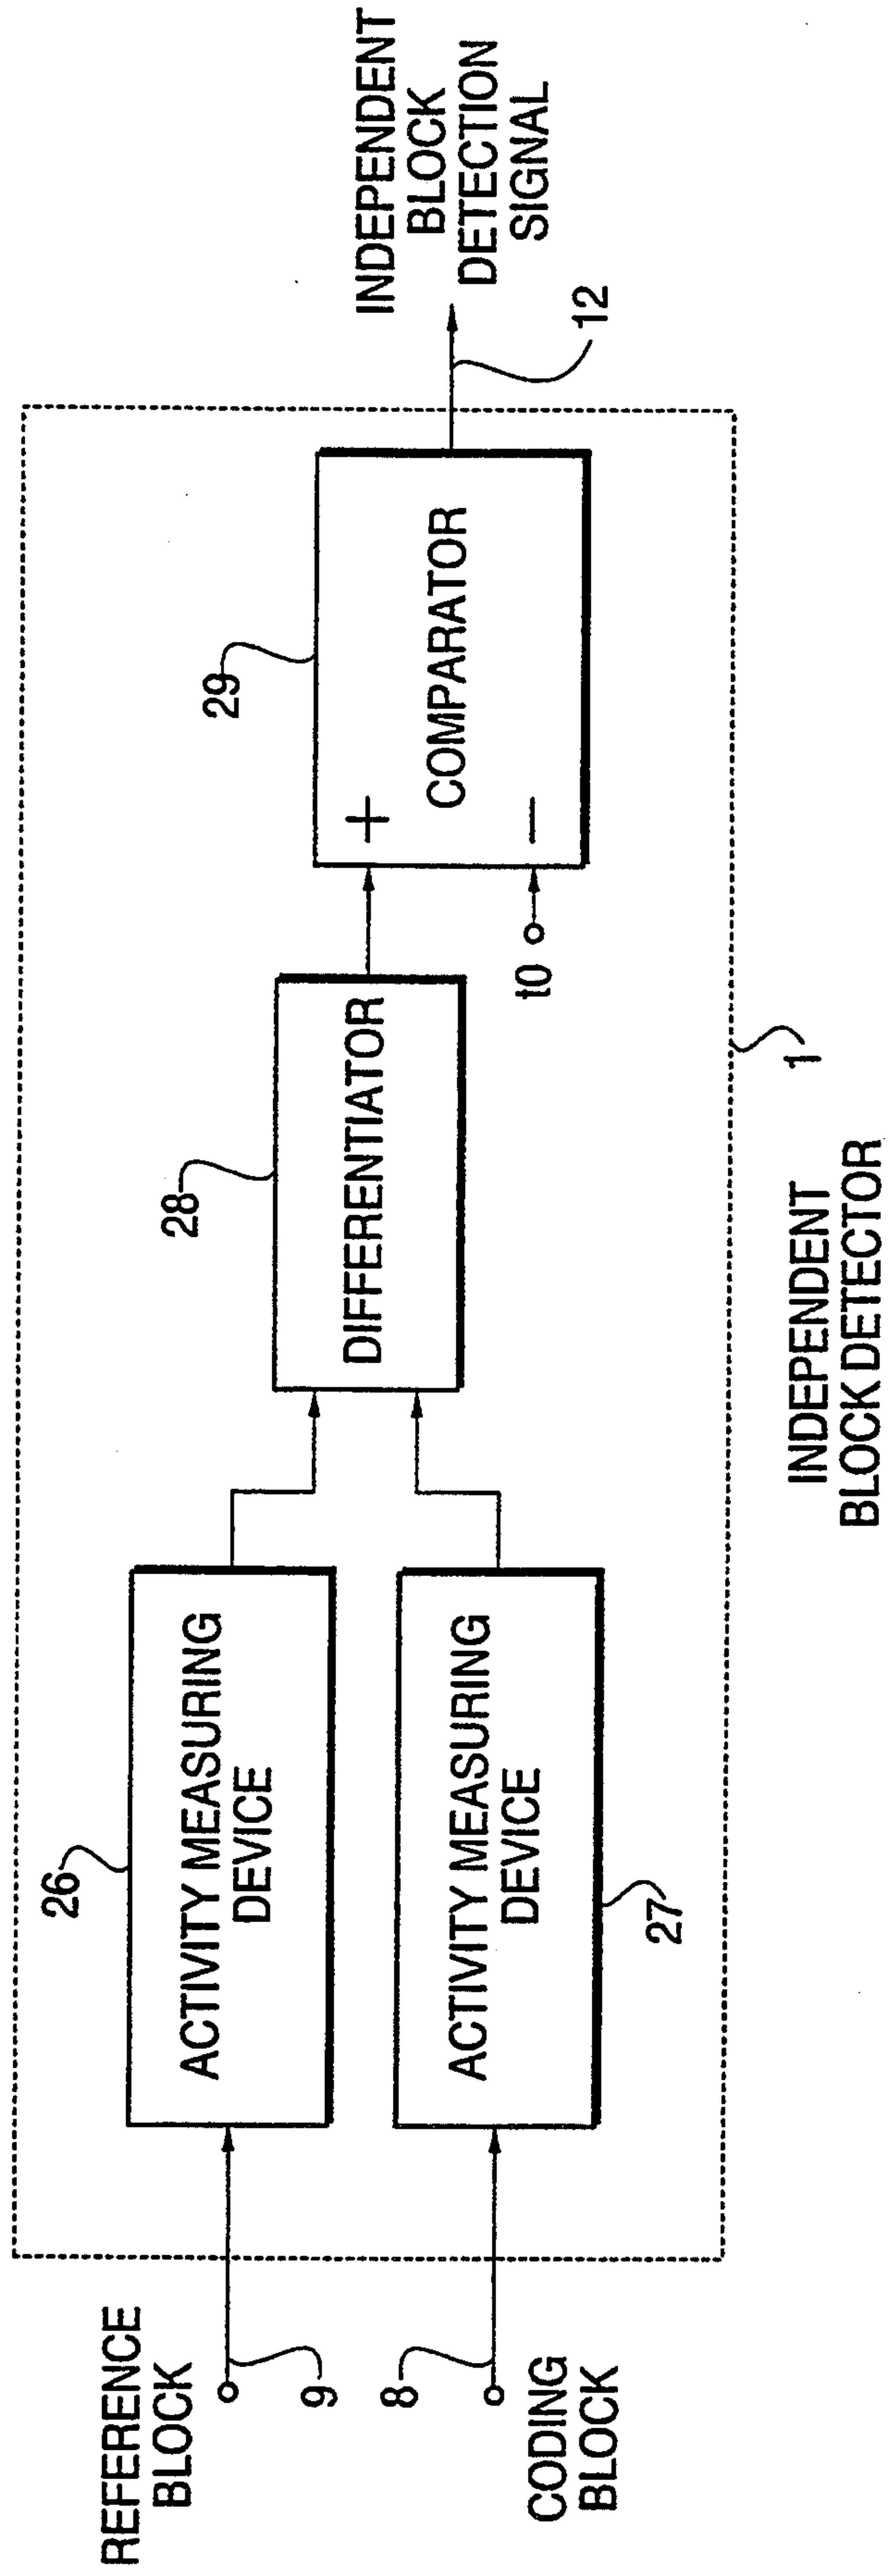 REFERENCE
BLOCK
9
26
ACTIVITY MEASURING
DEVICE
8
CODING
BLOCK
ACTIVITY MEASURING
DEVICE
27
28
DIFFERENTIATOR
29
+
COMPARATOR
−
t0
12
INDEPENDENT
BLOCK
DETECTION
SIGNAL
1
INDEPENDENT
BLOCK DETECTOR